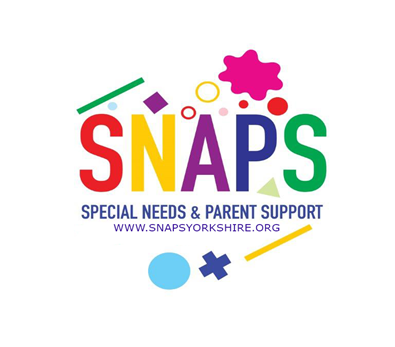 SNAPS
SPECIAL NEEDS & PARENT SUPPORT
WWW.SNAPSYORKSHIRE.ORG